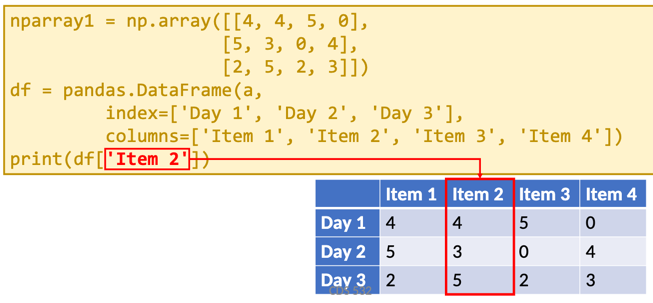 nparray1 = np.array([[4, 4, 5, 0],
[5, 3, 0, 4],
[2, 5, 2, 3]])
df = pandas.DataFrame(a,
index=['Day 1', 'Day 2', 'Day 3'],
columns=['Item 1', 'Item 2', 'Item 3', 'Item 4'])
print(df['Item 2'])
Item 1 Item 2 Item 3 Item 4
Day 1 4 4 5 0
Day 2 5 3 0 4
Day 3 2 5 2 3